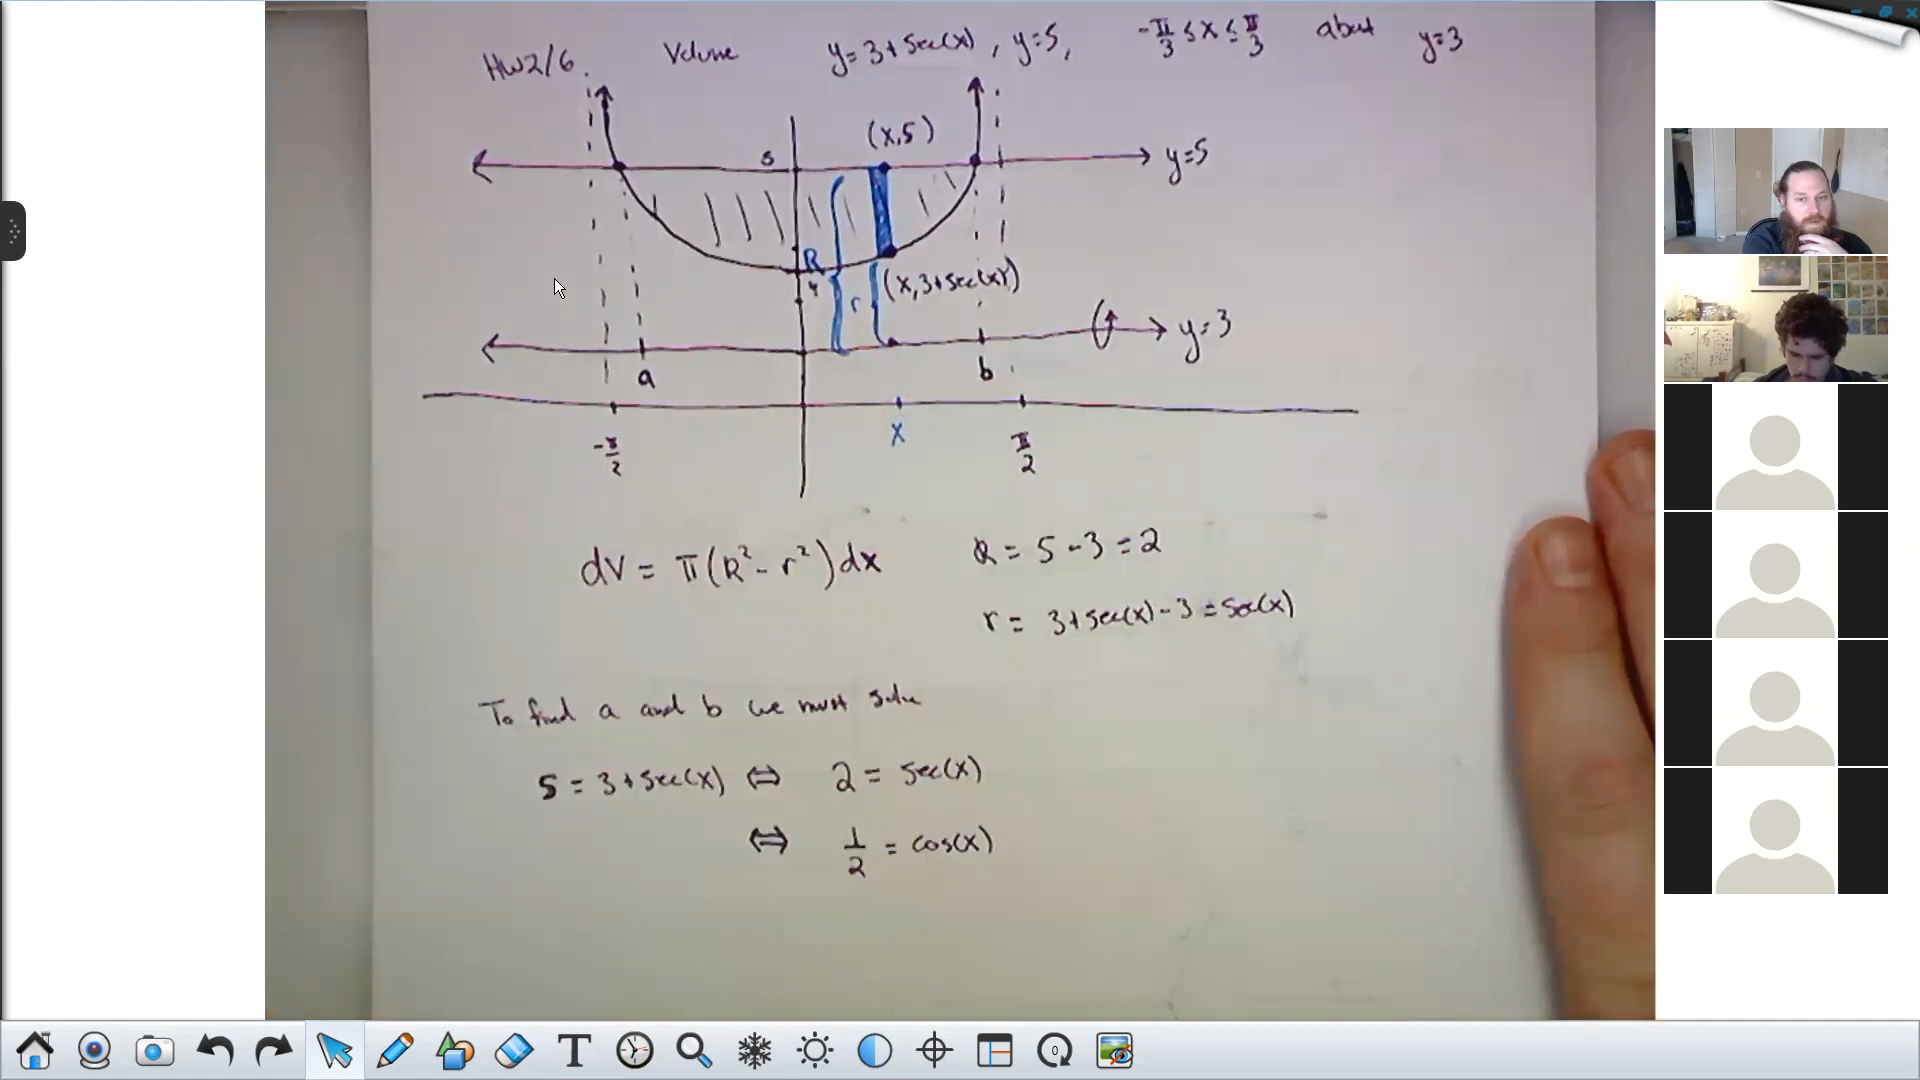 HW2/6. Volume y=3+sec(x), y=5, -π/3 ≤ x ≤ π/3 about y=3
(x,5)
5
y=5
R
4
r
(x,3+sec(x))
y=3
a
b
-π/2
x
π/2
dV = π(R²-r²)dx
R = 5-3=2
r = 3+sec(x)-3=sec(x)
To find a and b we must solve
5=3+sec(x) ⇔ 2=sec(x)
⇔ 1/2 = cos(x)
T
0